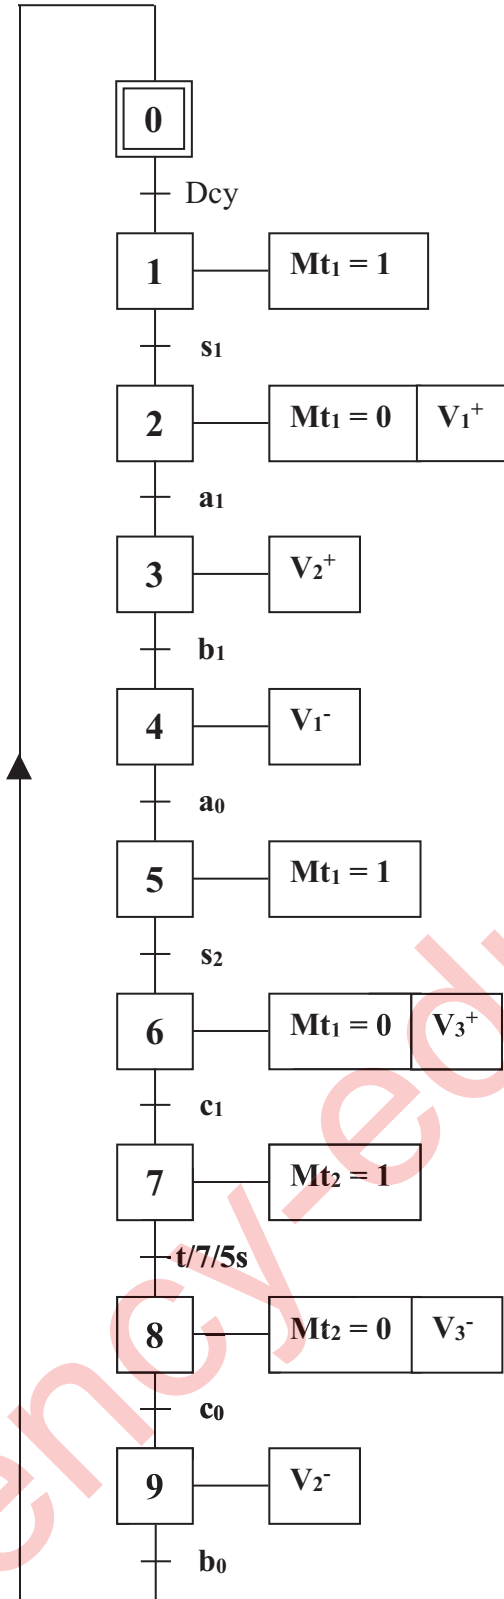 0
Dcy
1 Mt₁ = 1
s₁
2 Mt₁ = 0 V₁⁺
a₁
3 V₂⁺
b₁
4 V₁⁻
a₀
5 Mt₁ = 1
s₂
6 Mt₁ = 0 V₃⁺
c₁
7 Mt₂ = 1
t/7/5s
8 Mt₂ = 0 V₃⁻
c₀
9 V₂⁻
b₀
ency-ed